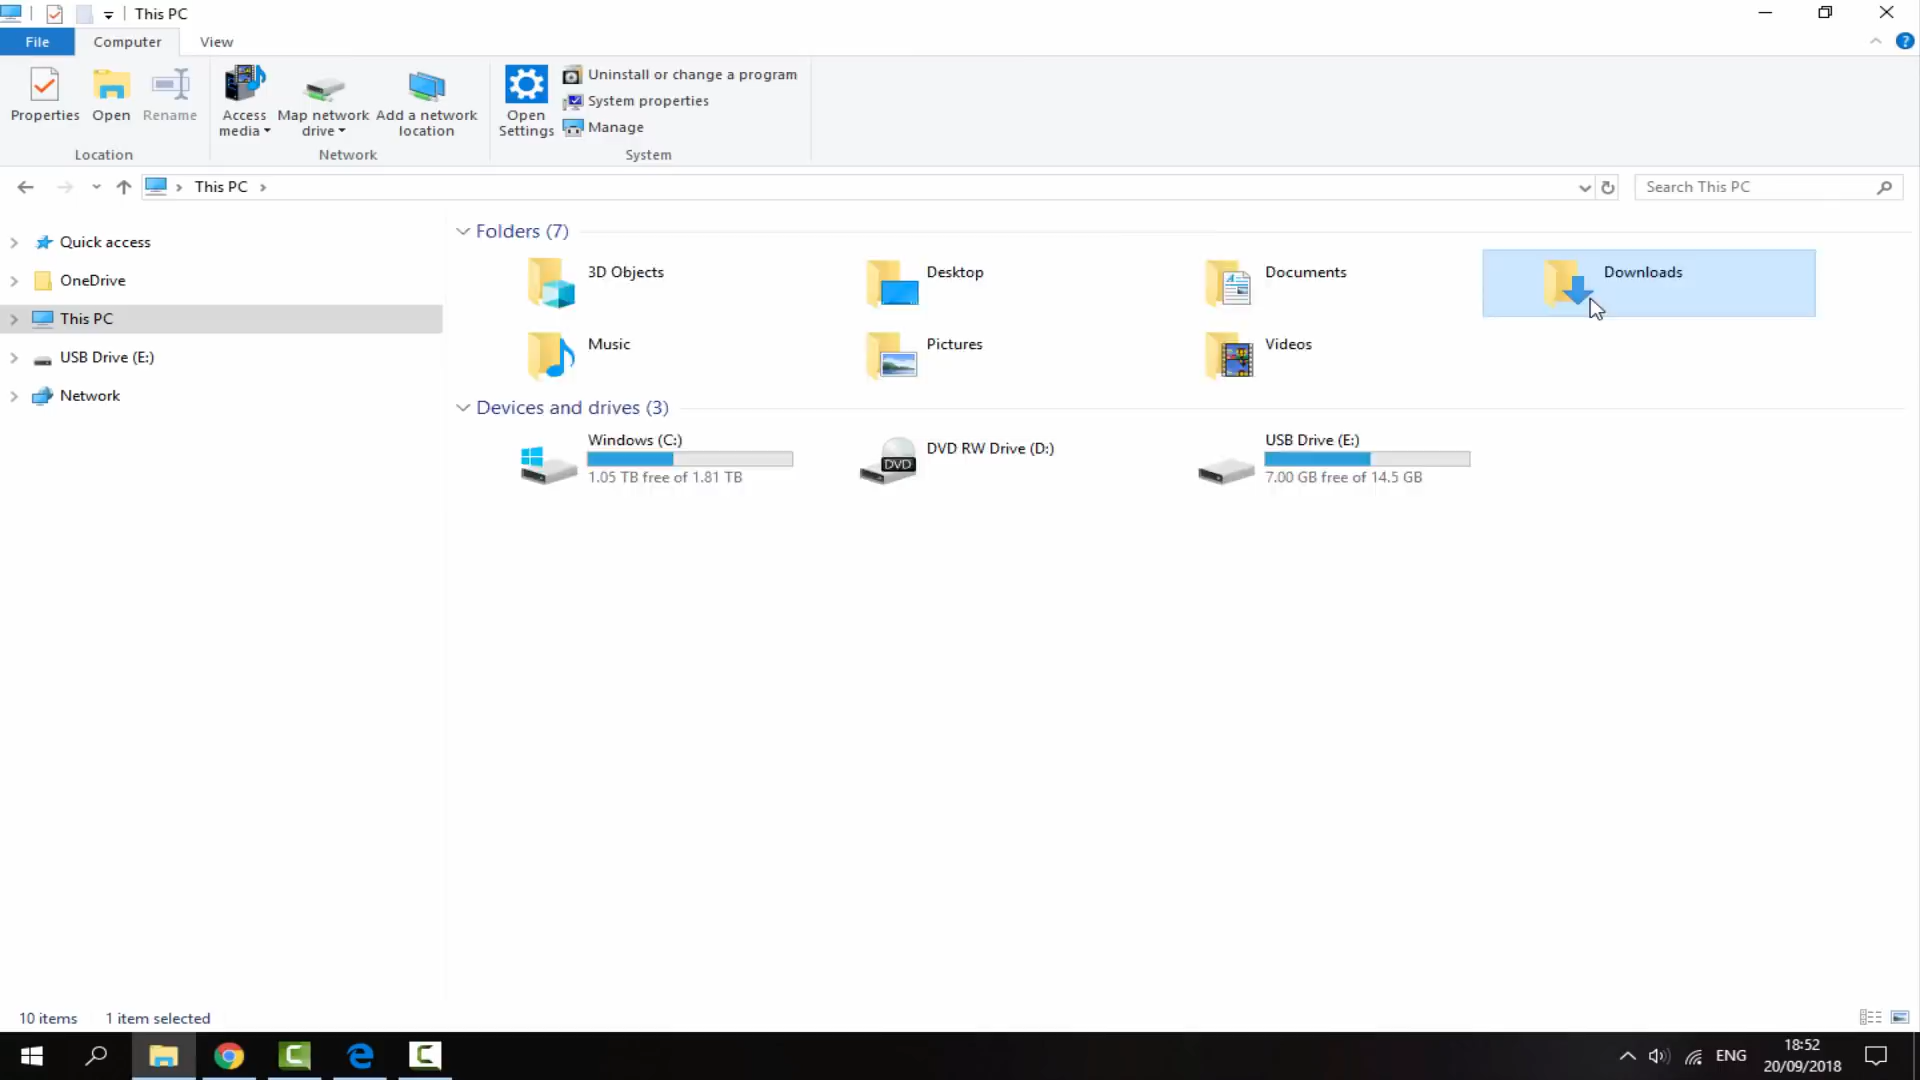 This PC
File Computer View
Properties Open Rename Access media Map network drive Add a network location Open Settings Uninstall or change a program
System properties
Manage
Location Network System
This PC Search This PC
Quick access
OneDrive
This PC
USB Drive (E:)
Network
Folders (7)
3D Objects Desktop Documents Downloads
Music Pictures Videos
Devices and drives (3)
Windows (C:) DVD RW Drive (D:) USB Drive (E:)
DVD
1.05 TB free of 1.81 TB 7.00 GB free of 14.5 GB
10 items 1 item selected
ENG 18:52
20/09/2018